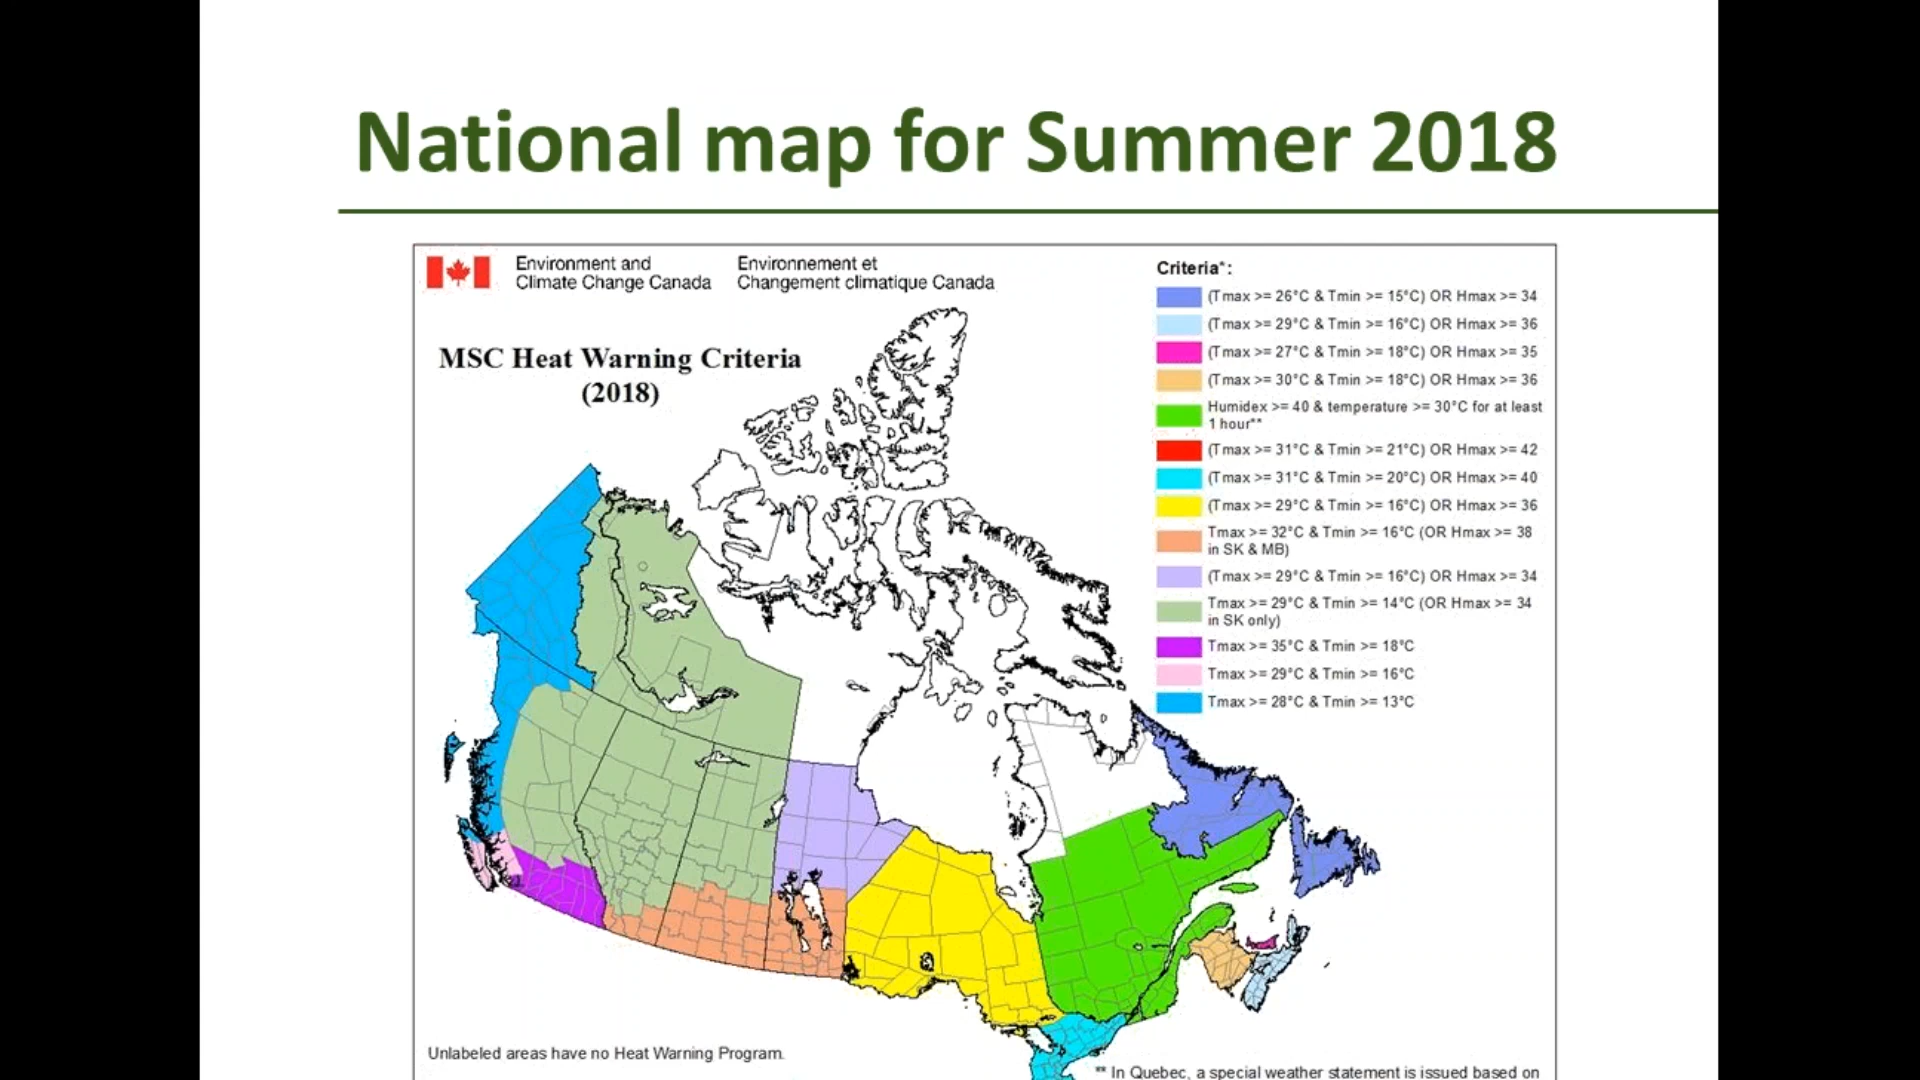 National map for Summer 2018
Environment and
Climate Change Canada
Environnement et
Changement climatique Canada
MSC Heat Warning Criteria
(2018)
Criteria*:
(Tmax >= 26°C & Tmin >= 15°C) OR Hmax >= 34
(Tmax >= 29°C & Tmin >= 16°C) OR Hmax >= 36
(Tmax >= 27°C & Tmin >= 18°C) OR Hmax >= 35
(Tmax >= 30°C & Tmin >= 18°C) OR Hmax >= 36
Humidex >= 40 & temperature >= 30°C for at least
1 hour**
(Tmax >= 31°C & Tmin >= 21°C) OR Hmax >= 42
(Tmax >= 31°C & Tmin >= 20°C) OR Hmax >= 40
(Tmax >= 29°C & Tmin >= 16°C) OR Hmax >= 36
Tmax >= 32°C & Tmin >= 16°C (OR Hmax >= 38
in SK & MB)
(Tmax >= 29°C & Tmin >= 16°C) OR Hmax >= 34
Tmax >= 29°C & Tmin >= 14°C (OR Hmax >= 34
in SK only)
Tmax >= 35°C & Tmin >= 18°C
Tmax >= 29°C & Tmin >= 16°C
Tmax >= 28°C & Tmin >= 13°C
Unlabeled areas have no Heat Warning Program.
** In Quebec, a special weather statement is issued based on